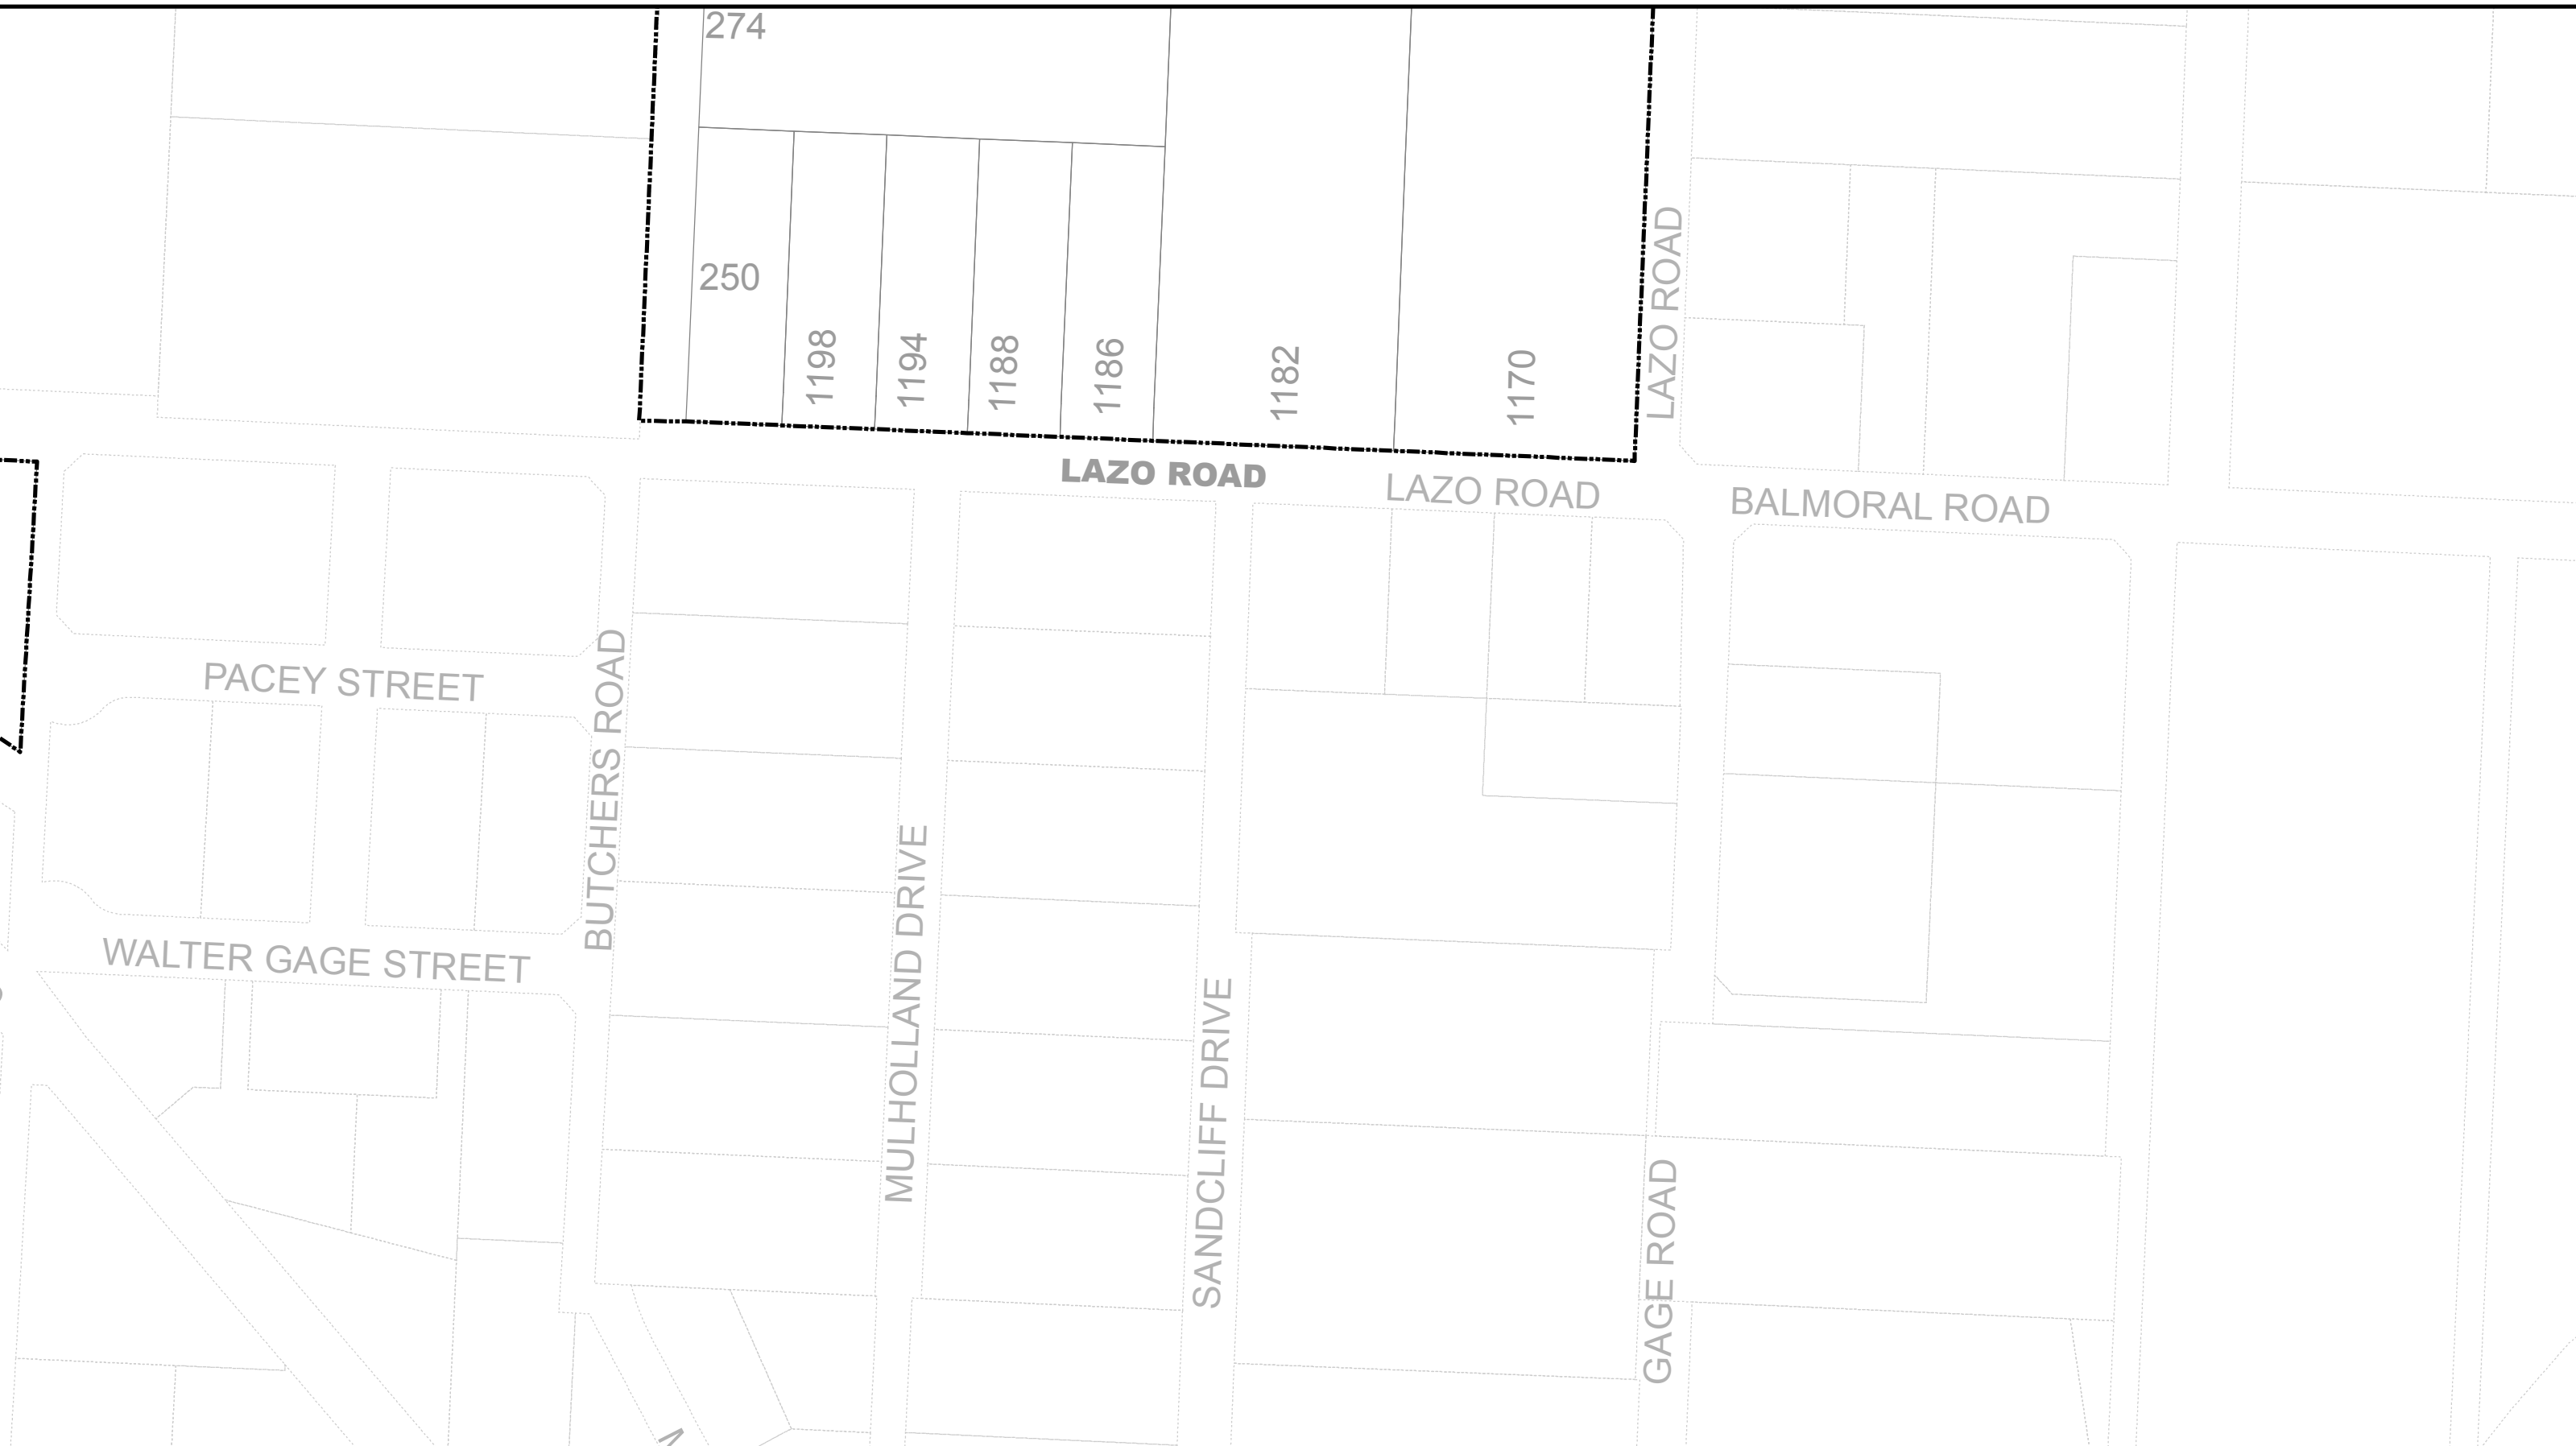 274
250
1198
1194
1188
1186
1182
1170
LAZO ROAD
LAZO ROAD
LAZO ROAD
BALMORAL ROAD
PACEY STREET
BUTCHERS ROAD
WALTER GAGE STREET
MULHOLLAND DRIVE
SANDCLIFF DRIVE
GAGE ROAD